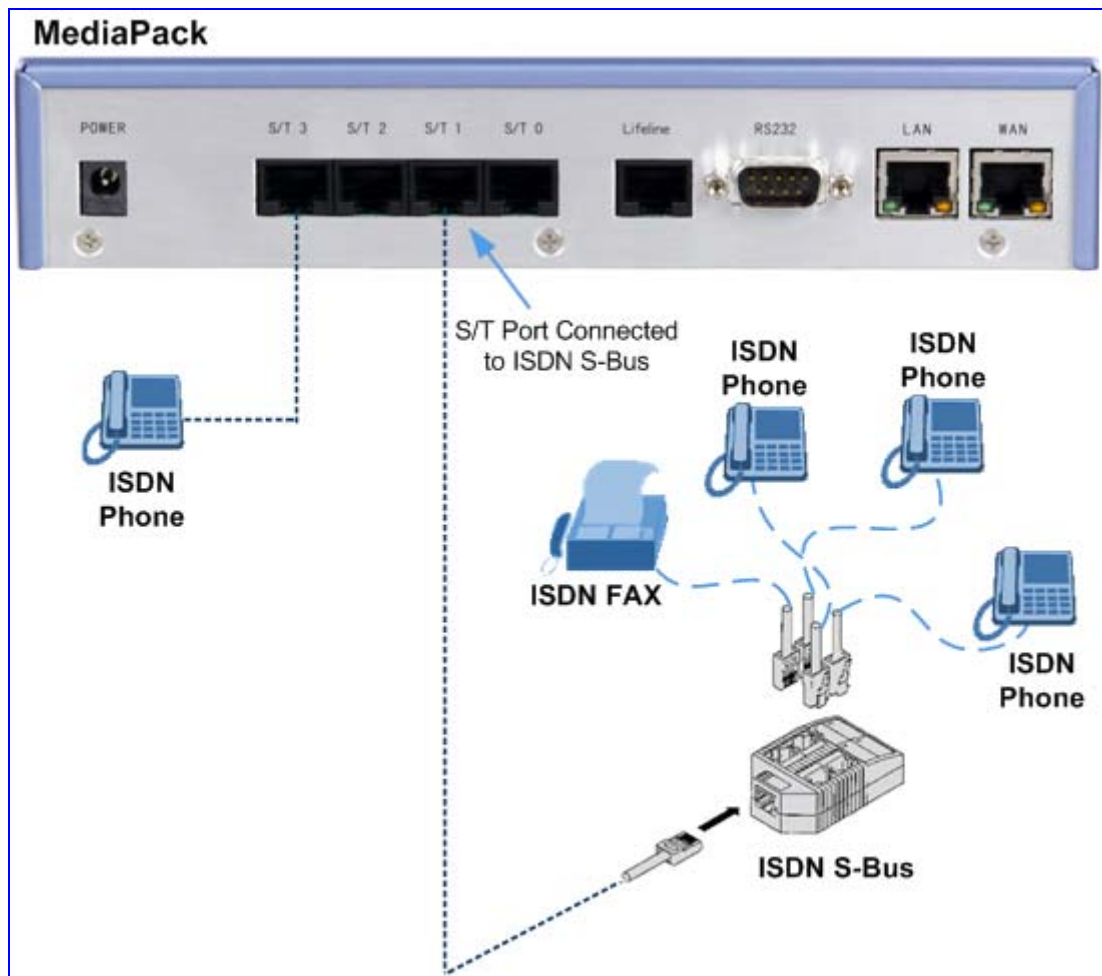 MediaPack
POWER
S/T 3
S/T 2
S/T 1
S/T 0
Lifeline
RS232
LAN
WAN
S/T Port Connected
to ISDN S-Bus
ISDN
Phone
ISDN
Phone
ISDN
Phone
ISDN FAX
ISDN
Phone
ISDN S-Bus